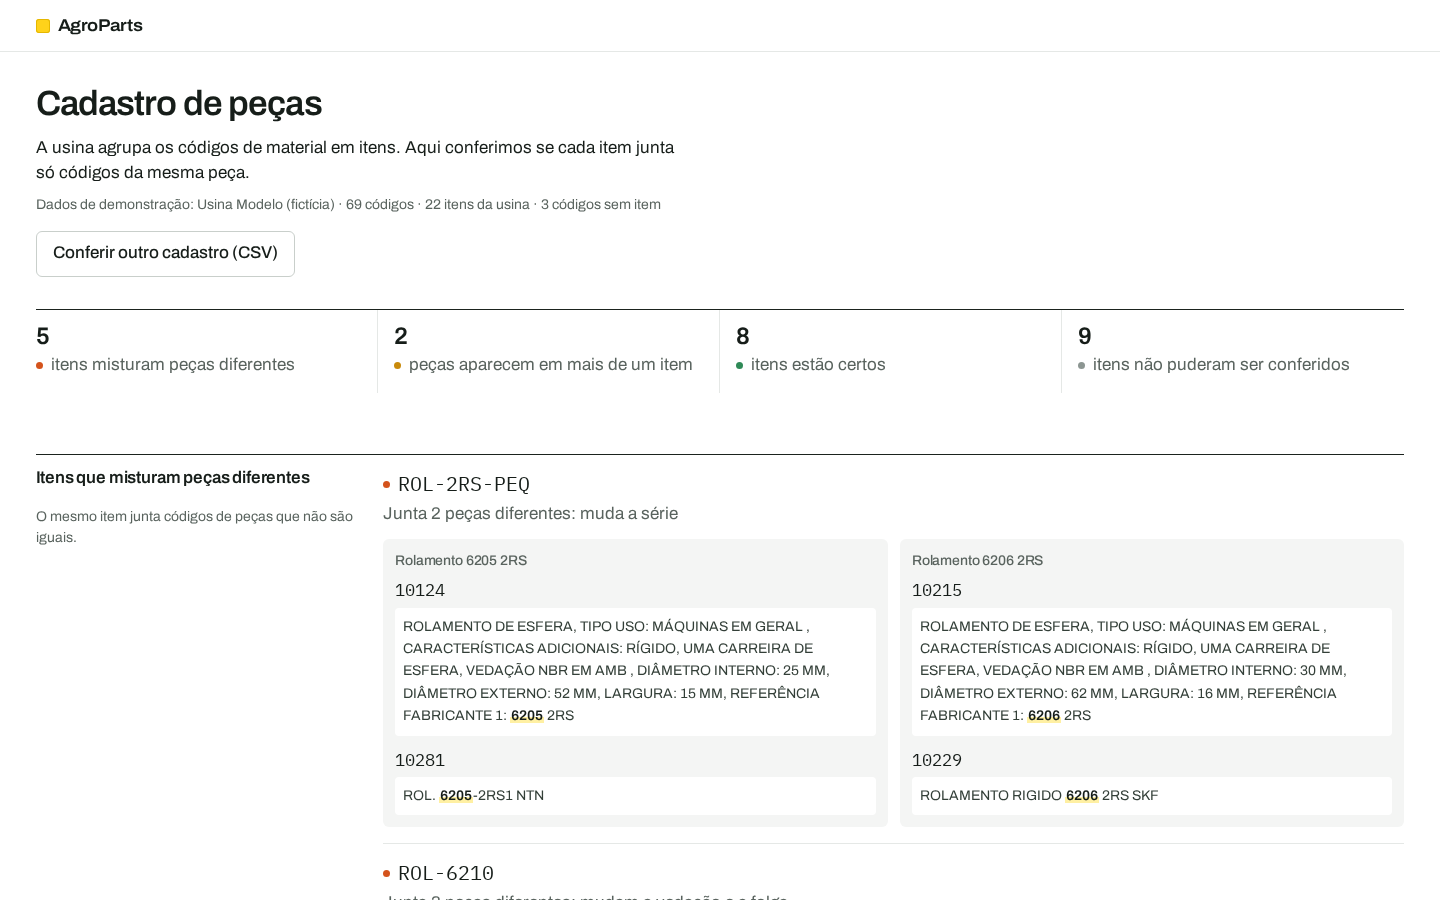 AgroParts
Cadastro de peças
A usina agrupa os códigos de material em itens. Aqui conferimos se cada item junta
só códigos da mesma peça.
Dados de demonstração: Usina Modelo (fictícia) · 69 códigos · 22 itens da usina · 3 códigos sem item
Conferir outro cadastro (CSV)
5
itens misturam peças diferentes
2
peças aparecem em mais de um item
8
itens estão certos
9
itens não puderam ser conferidos
Itens que misturam peças diferentes
O mesmo item junta códigos de peças que não são
iguais.
ROL-2RS-PEQ
Junta 2 peças diferentes: muda a série
Rolamento 6205 2RS
10124
ROLAMENTO DE ESFERA, TIPO USO: MÁQUINAS EM GERAL ,
CARACTERÍSTICAS ADICIONAIS: RÍGIDO, UMA CARREIRA DE
ESFERA, VEDAÇÃO NBR EM AMB , DIÂMETRO INTERNO: 25 MM,
DIÂMETRO EXTERNO: 52 MM, LARGURA: 15 MM, REFERÊNCIA
FABRICANTE 1: 6205 2RS
10281
ROL. 6205-2RS1 NTN
Rolamento 6206 2RS
10215
ROLAMENTO DE ESFERA, TIPO USO: MÁQUINAS EM GERAL ,
CARACTERÍSTICAS ADICIONAIS: RÍGIDO, UMA CARREIRA DE
ESFERA, VEDAÇÃO NBR EM AMB , DIÂMETRO INTERNO: 30 MM,
DIÂMETRO EXTERNO: 62 MM, LARGURA: 16 MM, REFERÊNCIA
FABRICANTE 1: 6206 2RS
10229
ROLAMENTO RIGIDO 6206 2RS SKF
ROL-6210